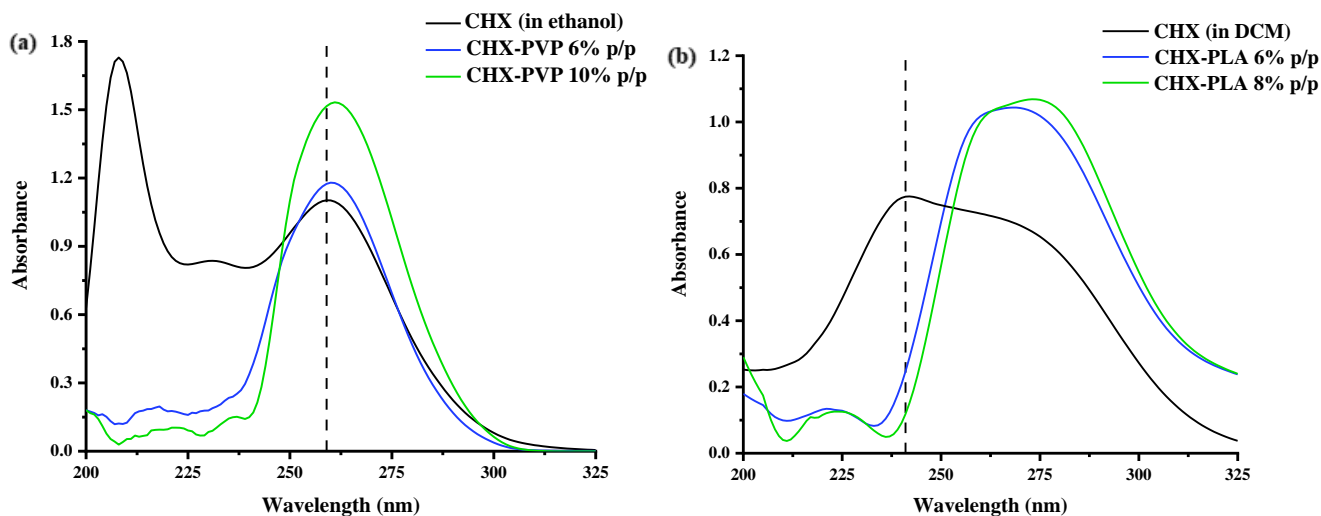 (a)
CHX (in ethanol)
CHX-PVP 6% p/p
CHX-PVP 10% p/p
1.8
1.5
1.2
0.9
0.6
0.3
0.0
Absorbance
200 225 250 275 300 325
Wavelength (nm)
(b)
CHX (in DCM)
CHX-PLA 6% p/p
CHX-PLA 8% p/p
1.2
1.0
0.8
0.6
0.4
0.2
0.0
Absorbance
200 225 250 275 300 325
Wavelength (nm)